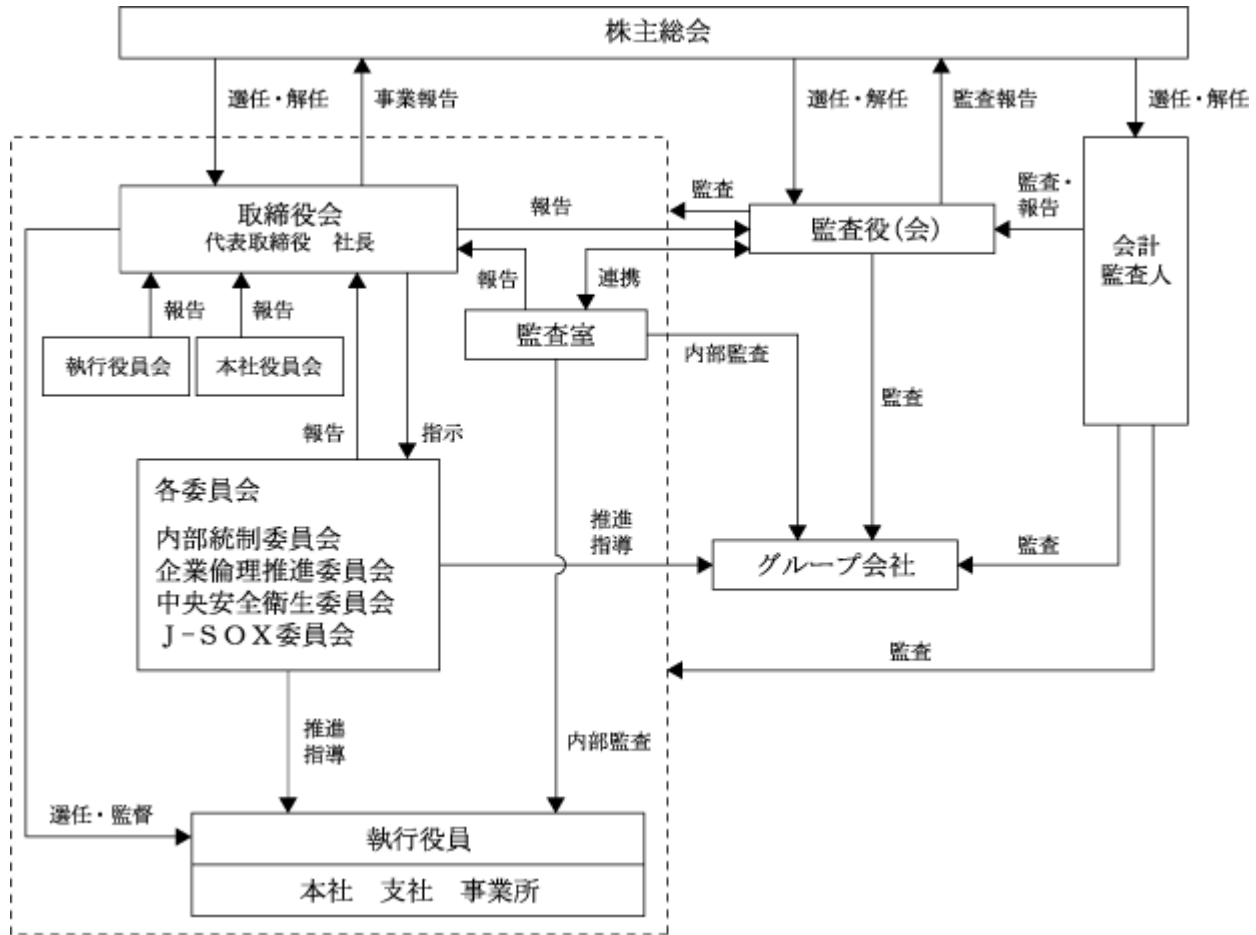 株主総会
選任・解任
事業報告
選任・解任
監査報告
選任・解任
取締役会
代表取締役　社長
報告
監査
監査役(会)
監査・
報告
会計
監査人
報告
報告
報告
連携
監査室
執行役員会
本社役員会
内部監査
監査
報告
指示
各委員会
内部統制委員会
企業倫理推進委員会
中央安全衛生委員会
J-SOX委員会
推進
指導
グループ会社
監査
監査
推進
指導
内部監査
選任・監督
執行役員
本社　支社　事業所